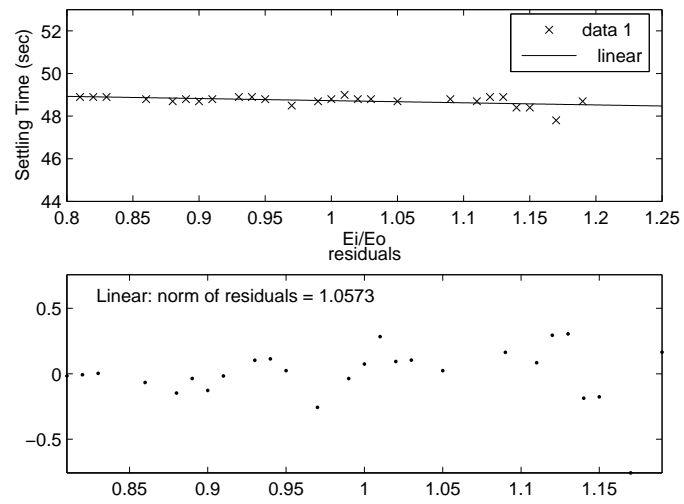 52
50
48
46
44
Settling Time (sec)
data 1
linear
0.8 0.85 0.9 0.95 1 1.05 1.1 1.15 1.2 1.25
Ei/Eo
residuals
Linear: norm of residuals = 1.0573
0.5
0
−0.5
0.85 0.9 0.95 1 1.05 1.1 1.15